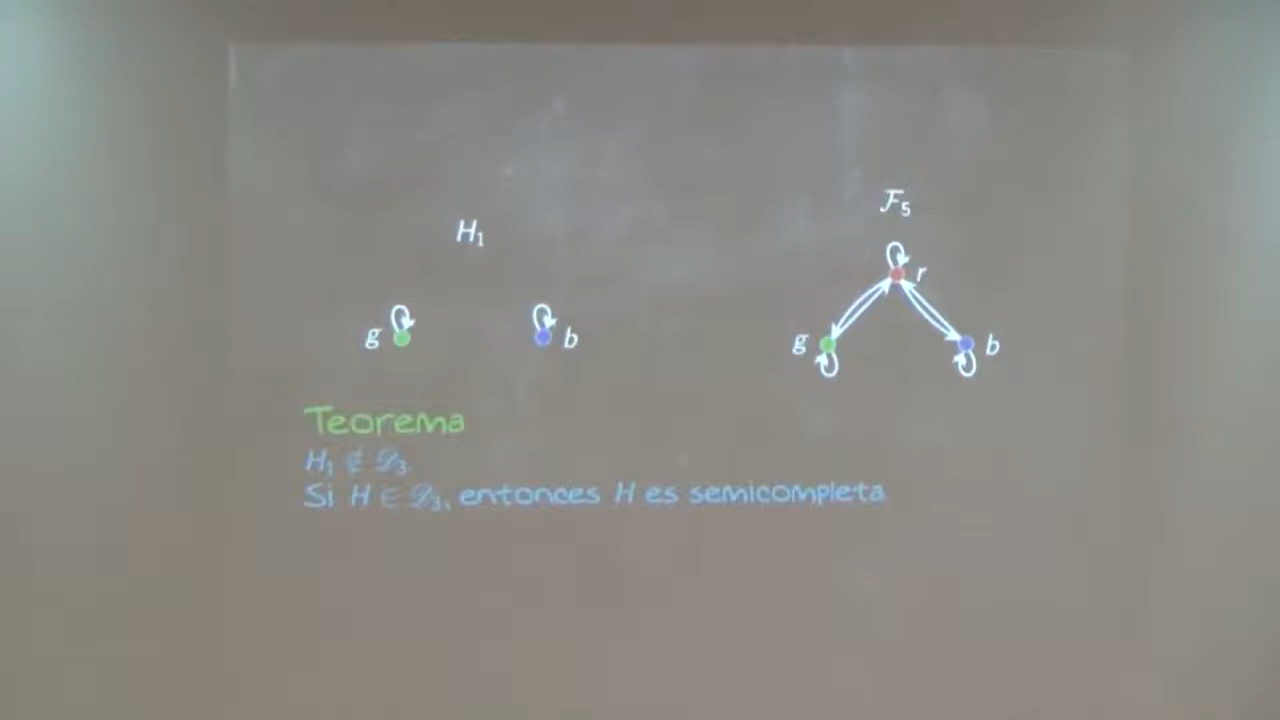 H₁
𝓕₅
r
g
b
g
b
Teorema
H₁ ∉ 𝒟₃.
Si H ∈ 𝒟₃, entonces H es semicompleta